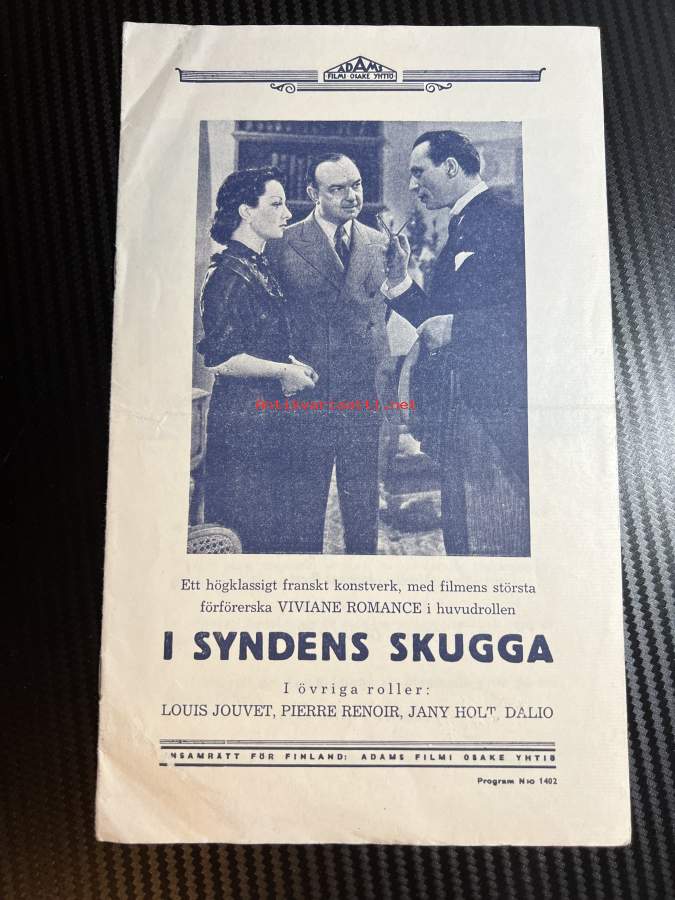 ADAMS
FILMI OSAKE YHTIÖ
Antikvariaatti.net
Ett högklassigt franskt konstverk, med filmens största
förförerska VIVIANE ROMANCE i huvudrollen
I SYNDENS SKUGGA
I övriga roller:
LOUIS JOUVET, PIERRE RENOIR, JANY HOLT, DALIO
NSAMRÄTT FÖR FINLAND: ADAMS FILMI OSAKE YHTIÖ
Program N:o 1402